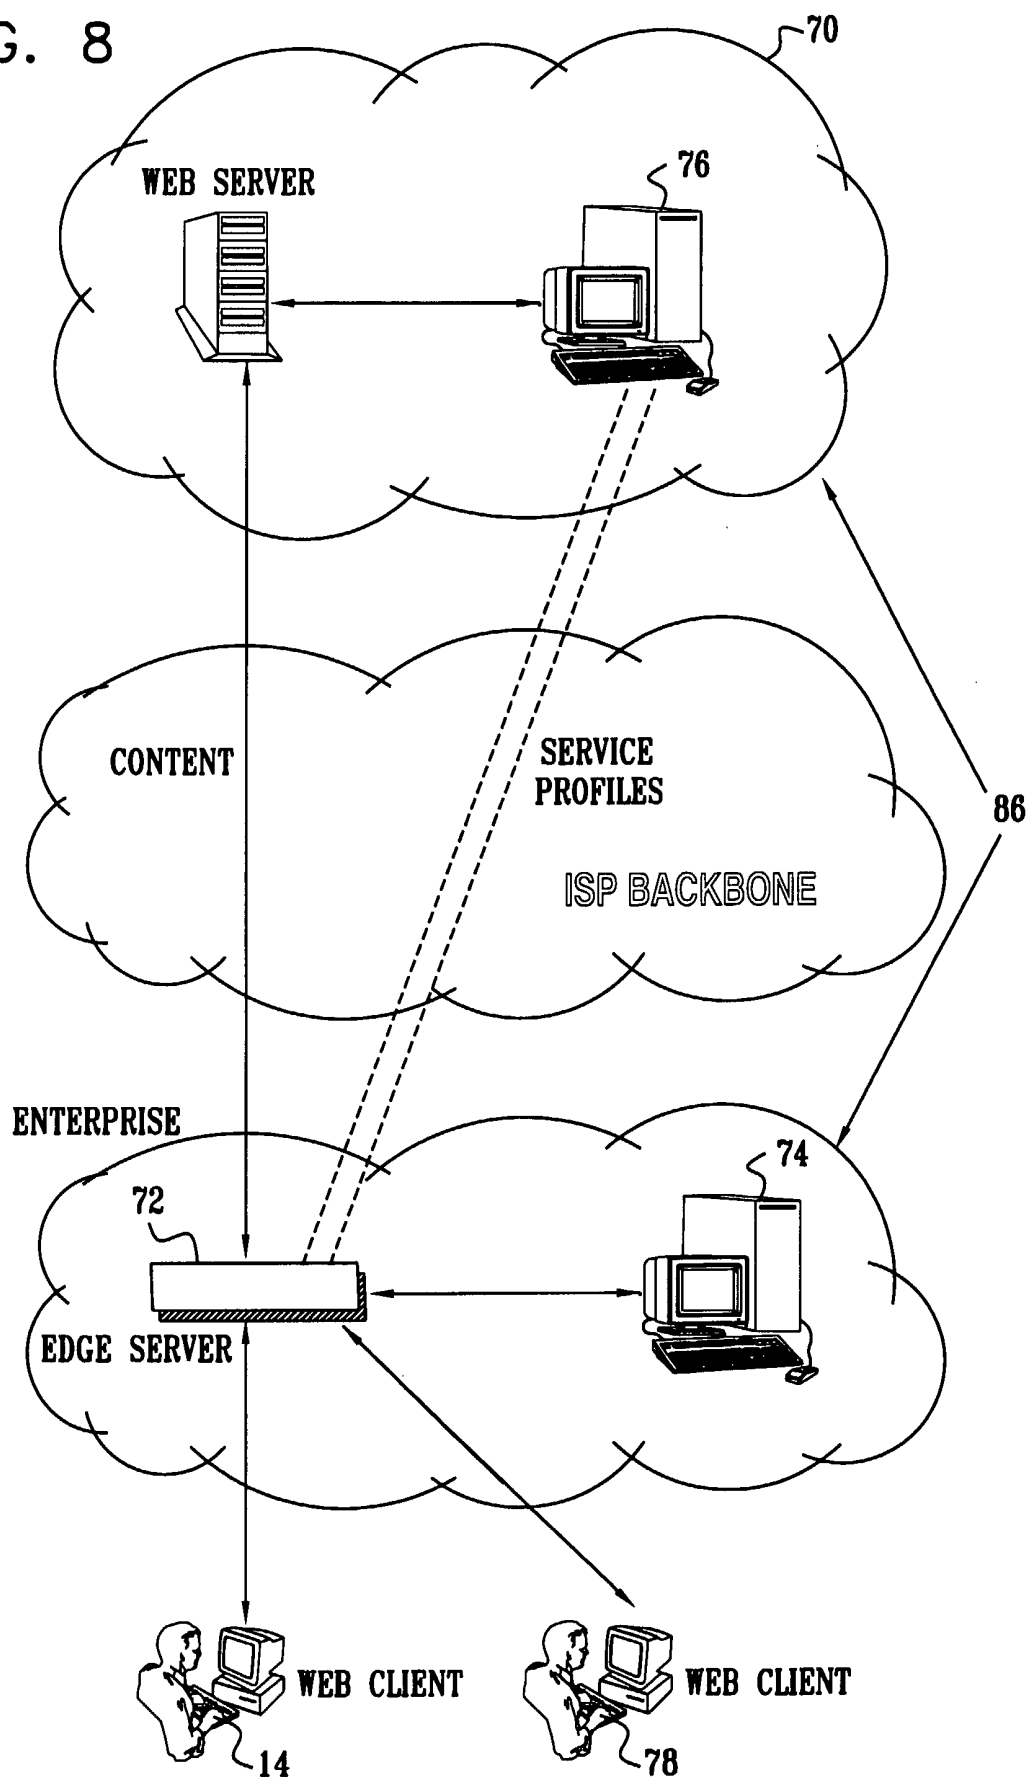 G. 8
70
WEB SERVER
76
CONTENT
SERVICE
PROFILES
86
ISP BACKBONE
ENTERPRISE
74
72
EDGE SERVER
WEB CLIENT
WEB CLIENT
14
78